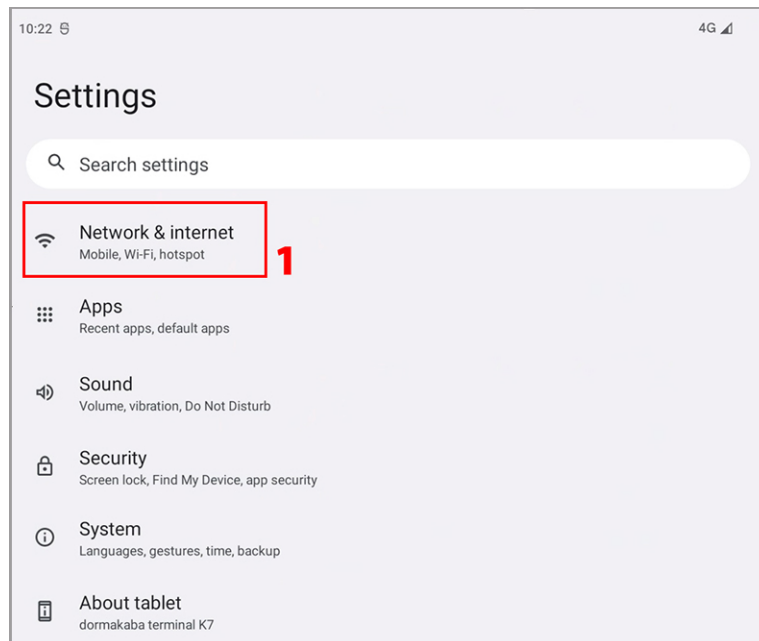 10:22
4G
Settings
Search settings
Network & internet
Mobile, Wi-Fi, hotspot
1
Apps
Recent apps, default apps
Sound
Volume, vibration, Do Not Disturb
Security
Screen lock, Find My Device, app security
System
Languages, gestures, time, backup
About tablet
dormakaba terminal K7